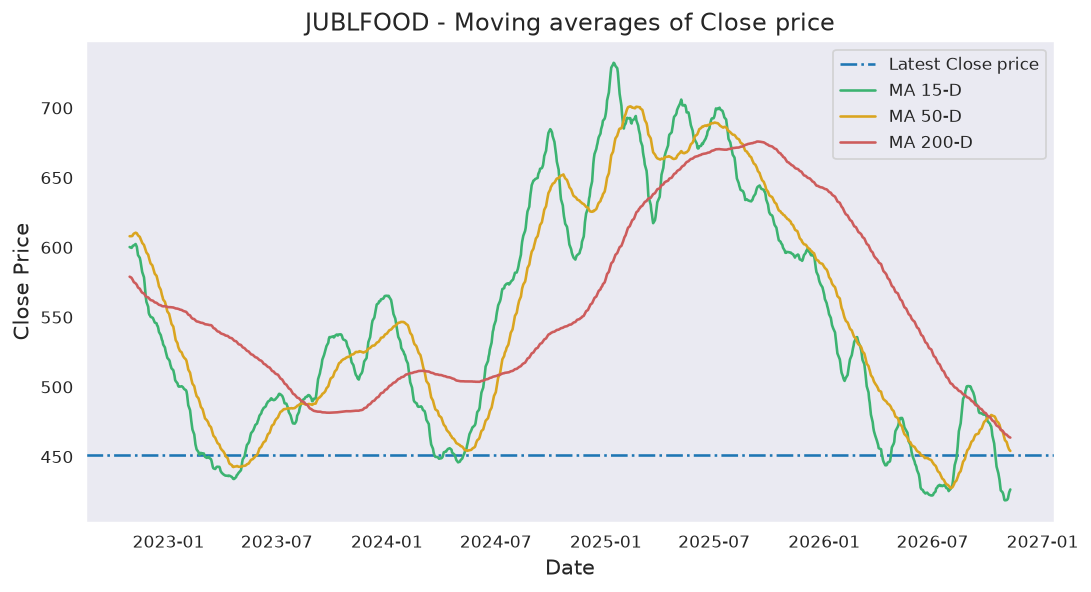 JUBLFOOD - Moving averages of Close price
Latest Close price
MA 15-D
MA 50-D
MA 200-D
Close Price
700
650
600
550
500
450
2023-01
2023-07
2024-01
2024-07
2025-01
2025-07
2026-01
2026-07
2027-01
Date